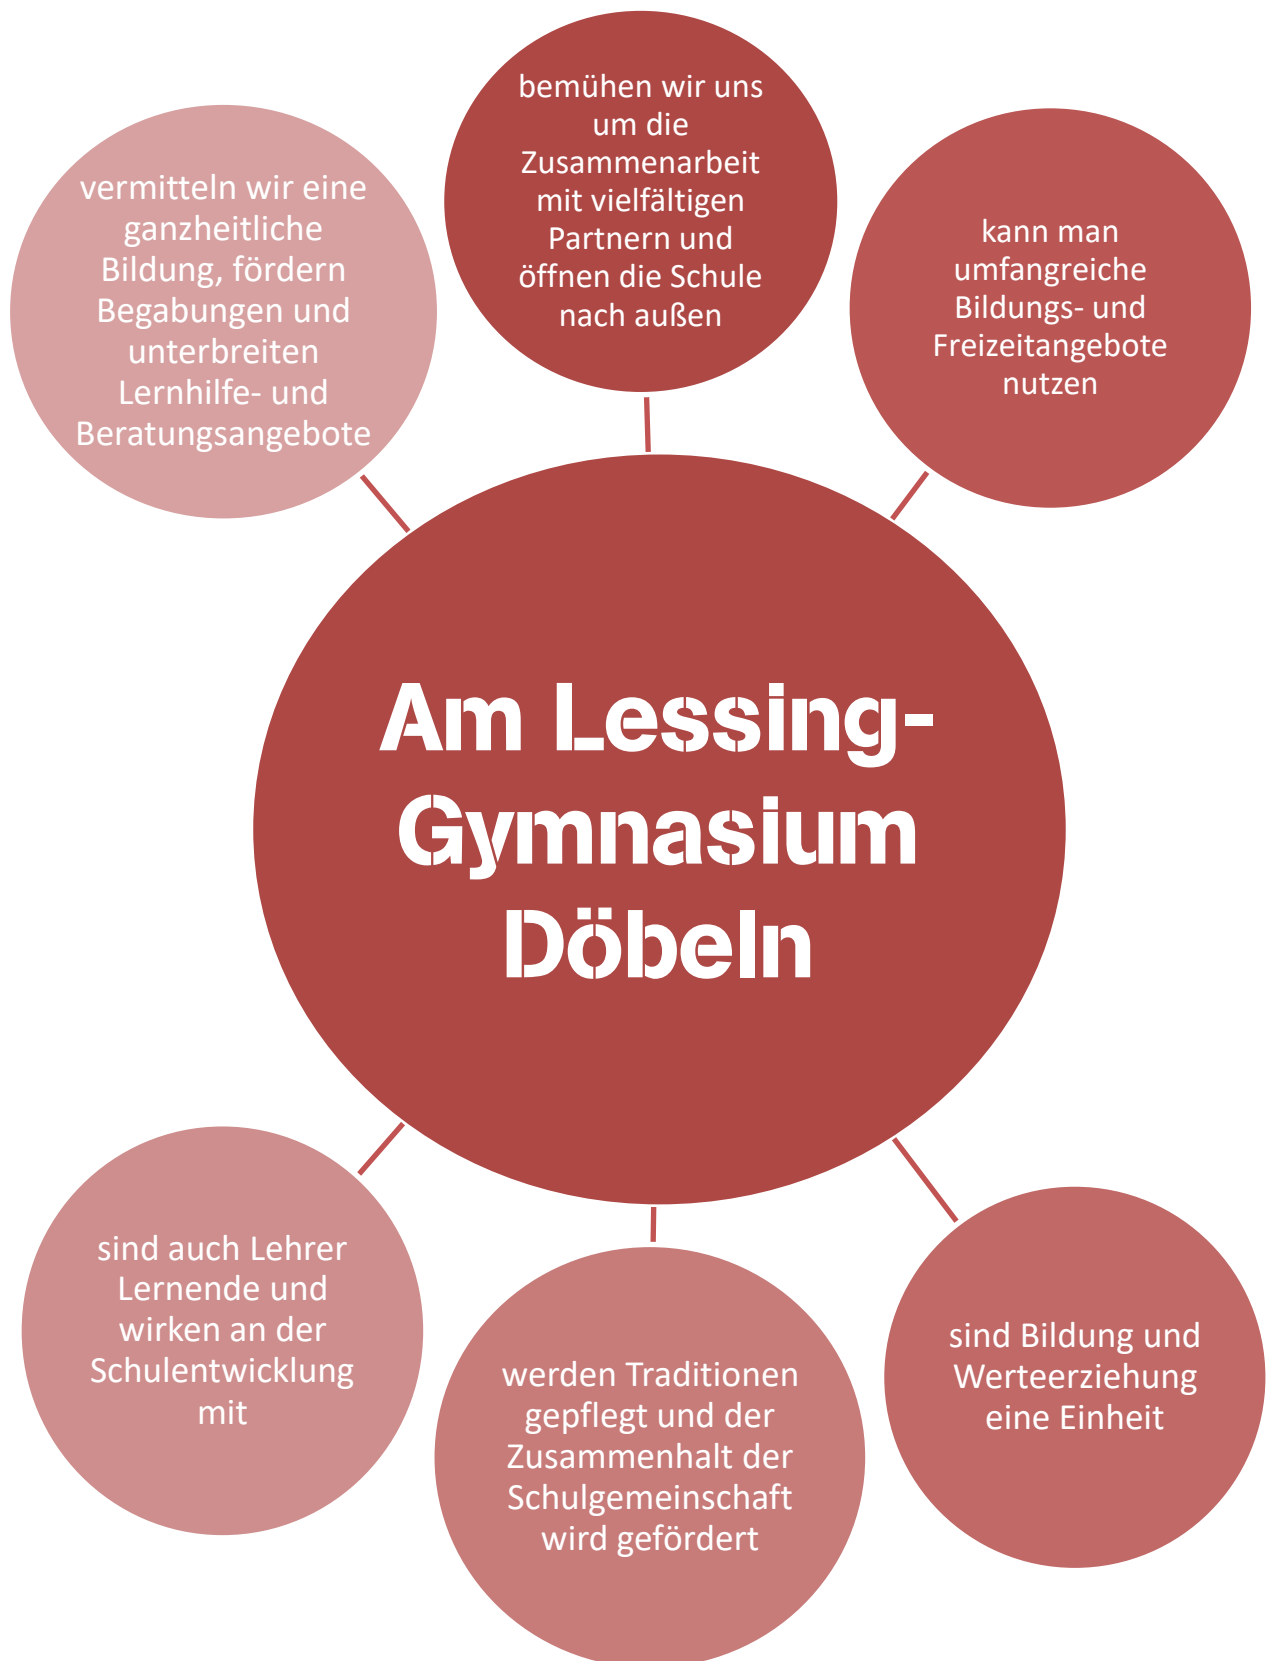 bemühen wir uns
um die
Zusammenarbeit
mit vielfältigen
Partnern und
öffnen die Schule
nach außen
vermitteln wir eine
ganzheitliche
Bildung, fördern
Begabungen und
unterbreiten
Lernhilfe- und
Beratungsangebote
kann man
umfangreiche
Bildungs- und
Freizeitangebote
nutzen
Am Lessing-
Gymnasium
Döbeln
sind auch Lehrer
Lernende und
wirken an der
Schulentwicklung
mit
werden Traditionen
gepflegt und der
Zusammenhalt der
Schulgemeinschaft
wird gefördert
sind Bildung und
Werteerziehung
eine Einheit